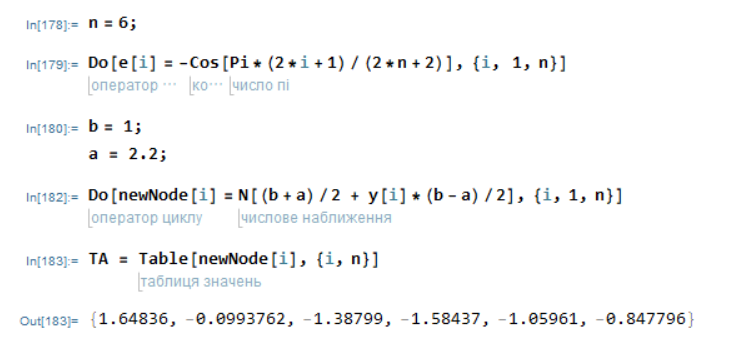 In[178]:= n = 6;
In[179]:= Do[e[i] = -Cos[Pi * (2 * i + 1) / (2 * n + 2)], {i, 1, n}]
оператор ⋯ ко⋯ число пі
In[180]:= b = 1;
a = 2.2;
In[182]:= Do[newNode[i] = N[(b + a) / 2 + y[i] * (b - a) / 2], {i, 1, n}]
оператор циклу числове наближення
In[183]:= TA = Table[newNode[i], {i, n}]
таблиця значень
Out[183]= {1.64836, -0.0993762, -1.38799, -1.58437, -1.05961, -0.847796}